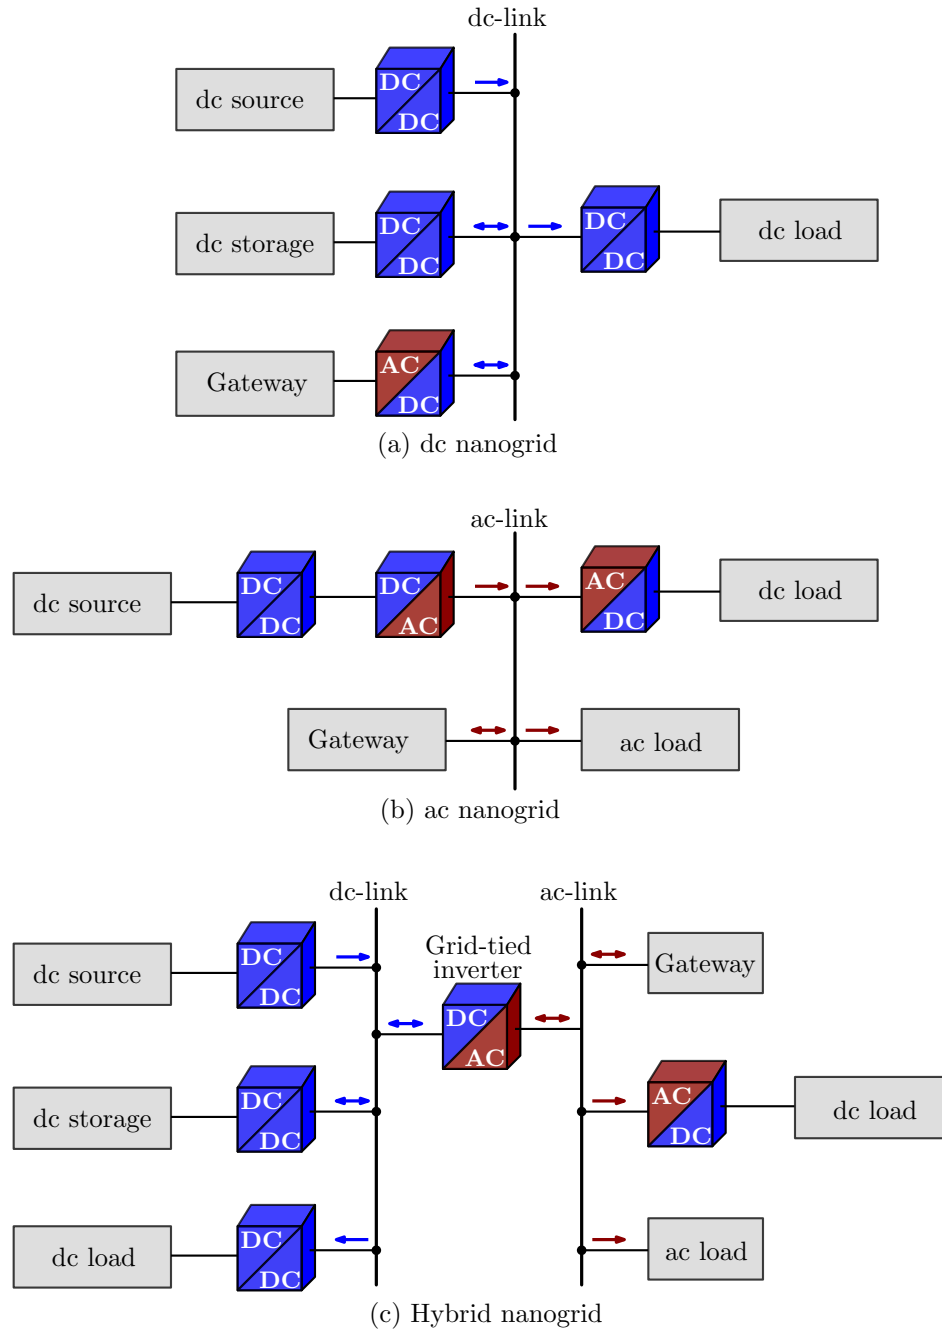 dc-link
dc source
DC
DC
dc storage
DC
DC
DC
DC
dc load
Gateway
AC
DC
(a) dc nanogrid
ac-link
dc source
DC
DC
DC
AC
AC
DC
dc load
Gateway
ac load
(b) ac nanogrid
dc-link
ac-link
dc source
DC
DC
Grid-tied
inverter
DC
AC
Gateway
dc storage
DC
DC
AC
DC
dc load
dc load
DC
DC
ac load
(c) Hybrid nanogrid